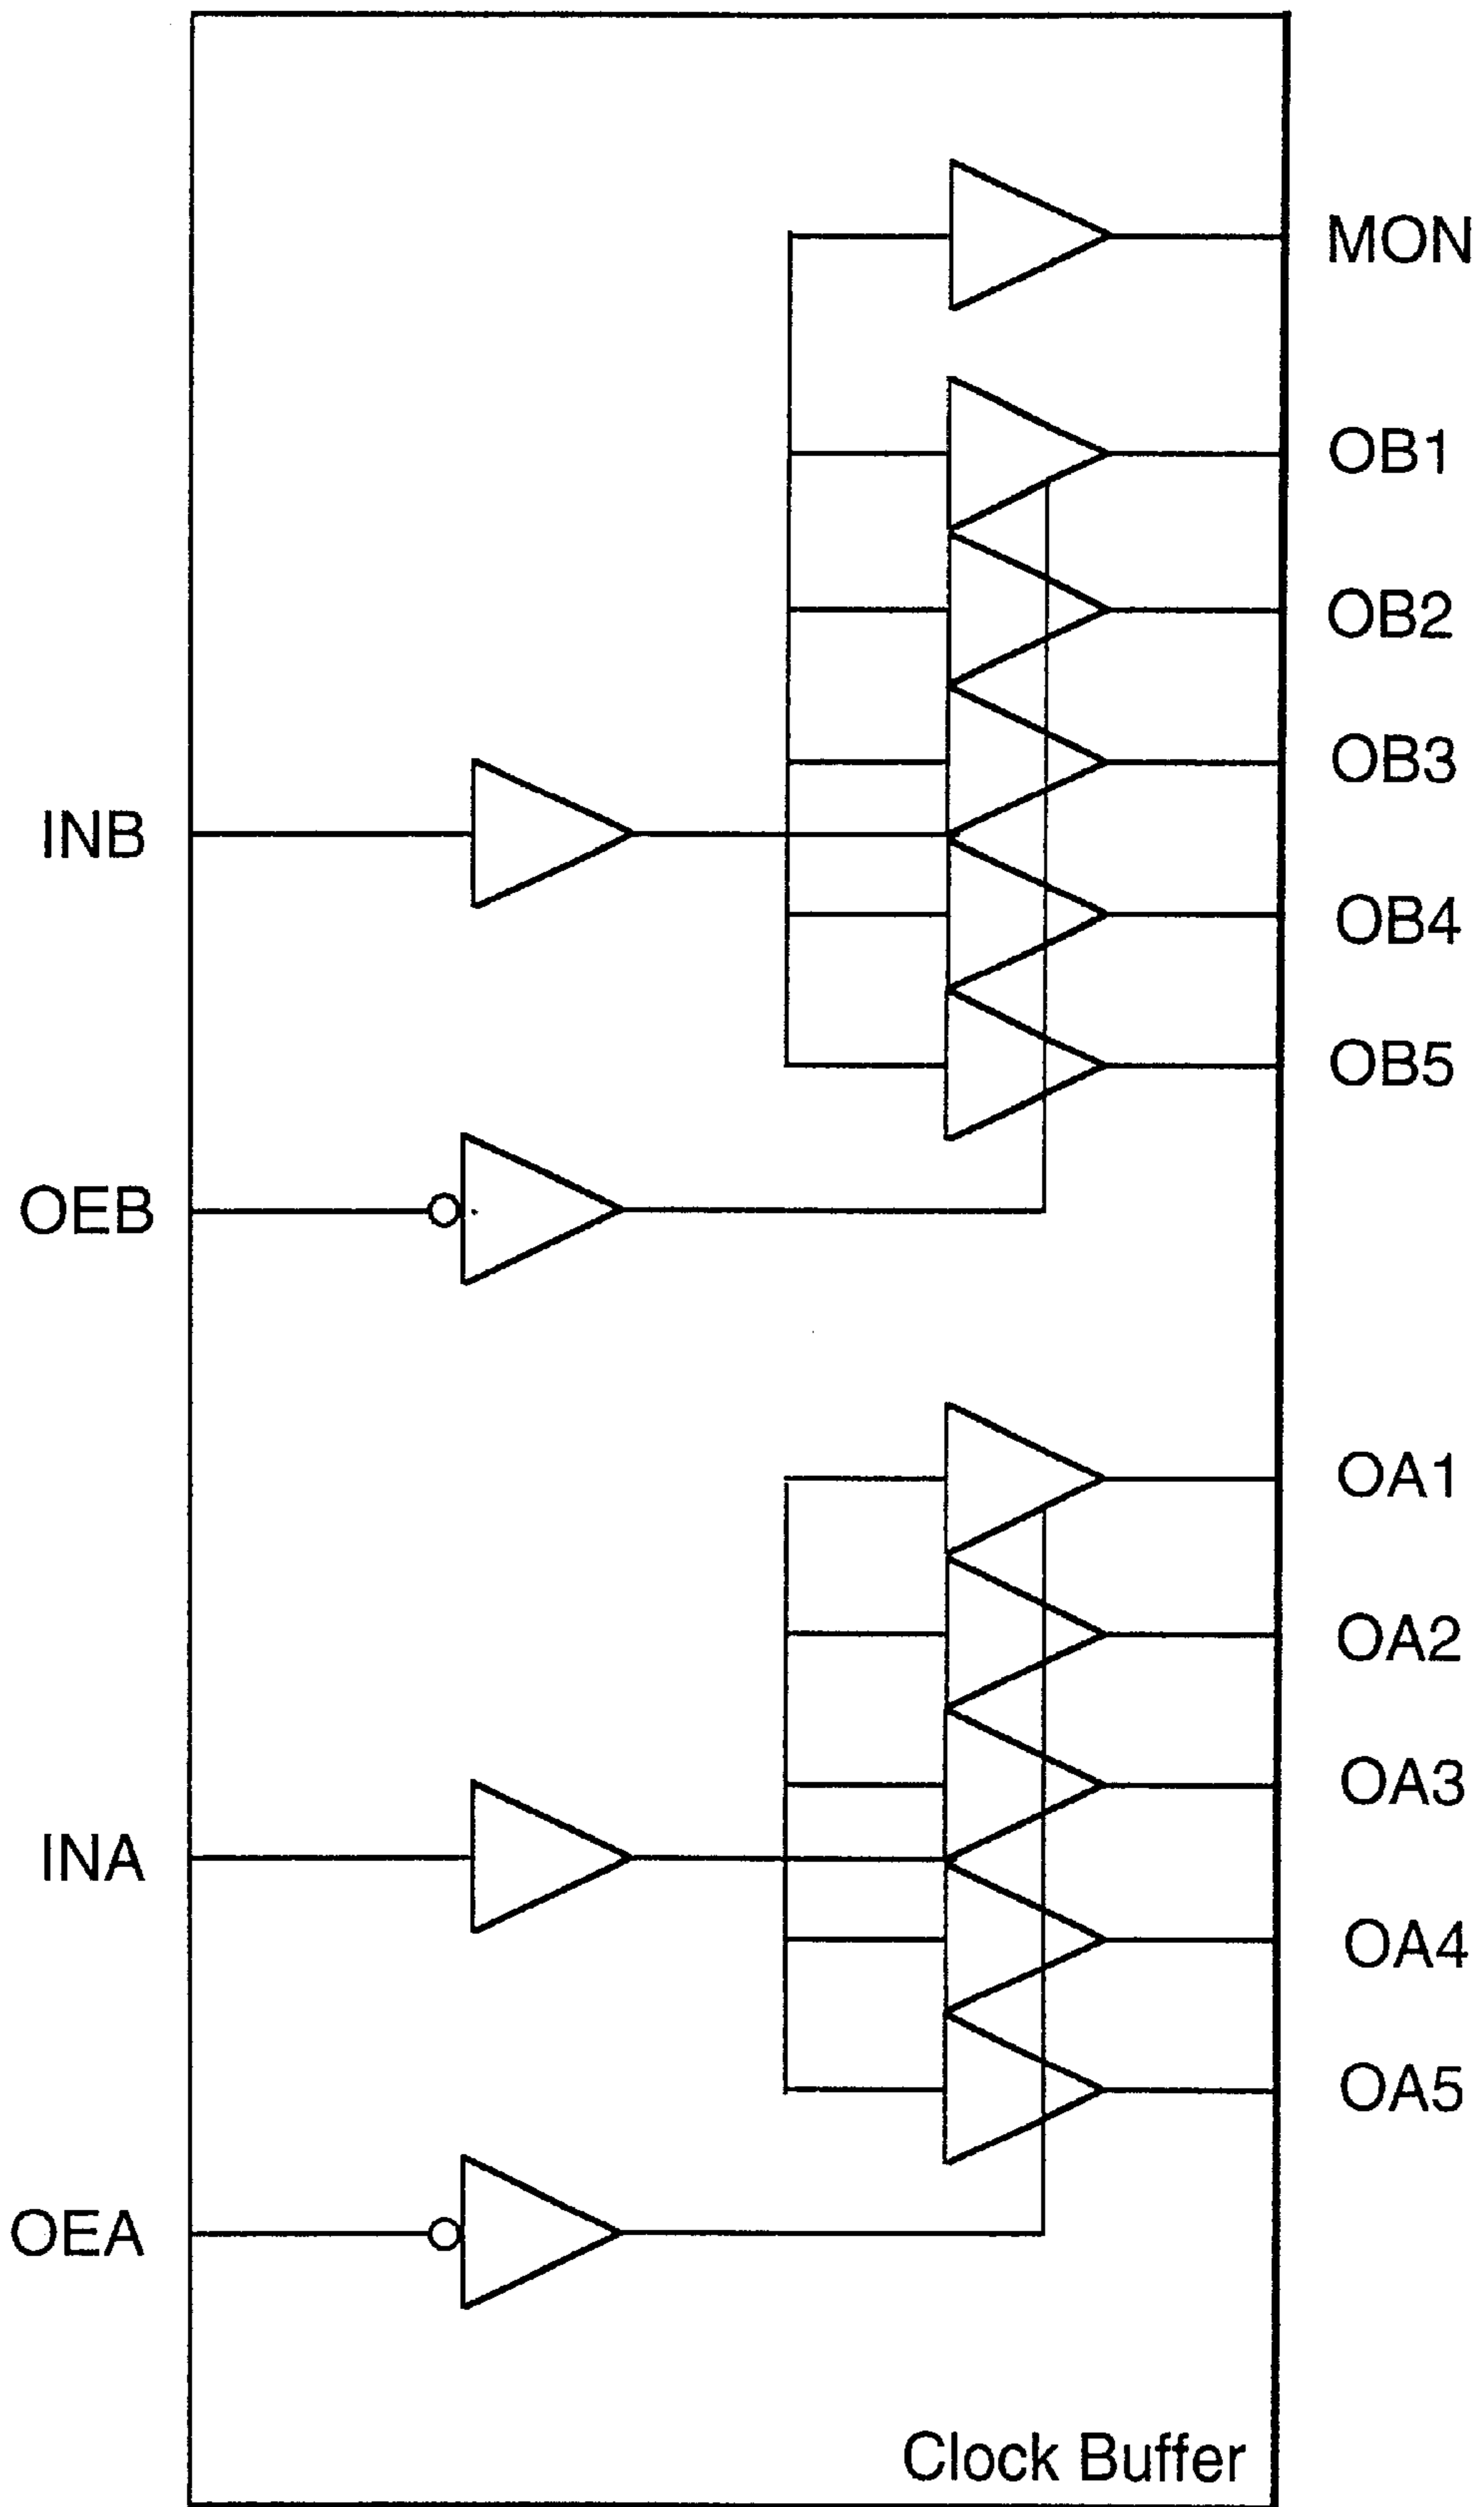 MON
OB1
OB2
OB3
INB
OB4
OB5
OEB
OA1
OA2
OA3
INA
OA4
OA5
OEA
Clock Buffer